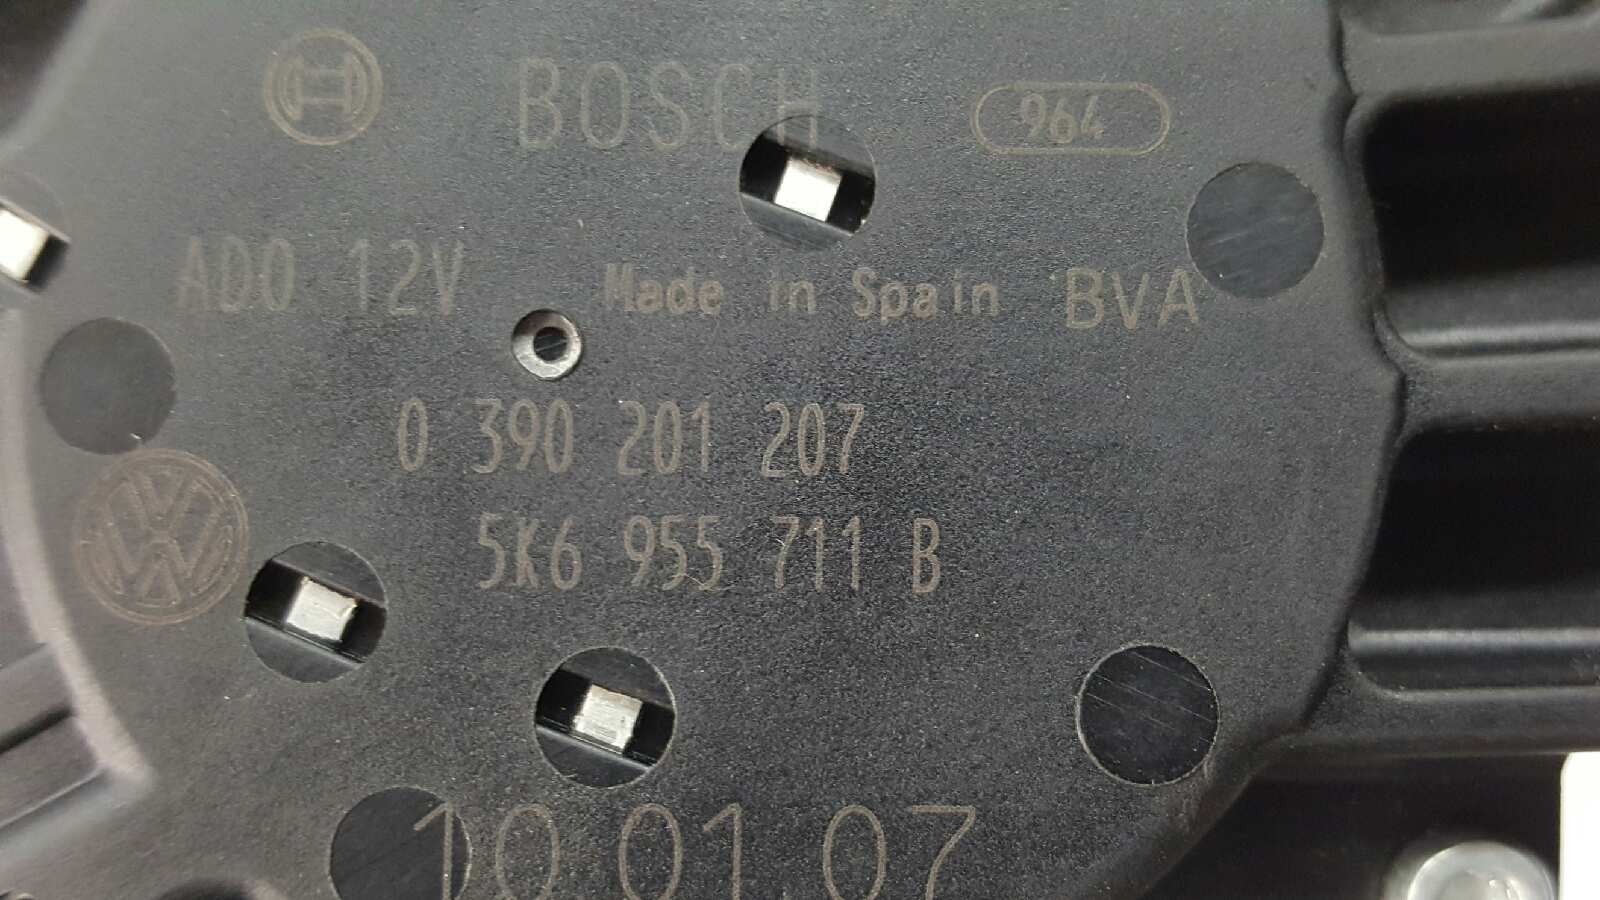 BOSCH 964
AD0 12V Made in Spain BVA
0 390 201 207
5K6 955 711 B
10 01 07